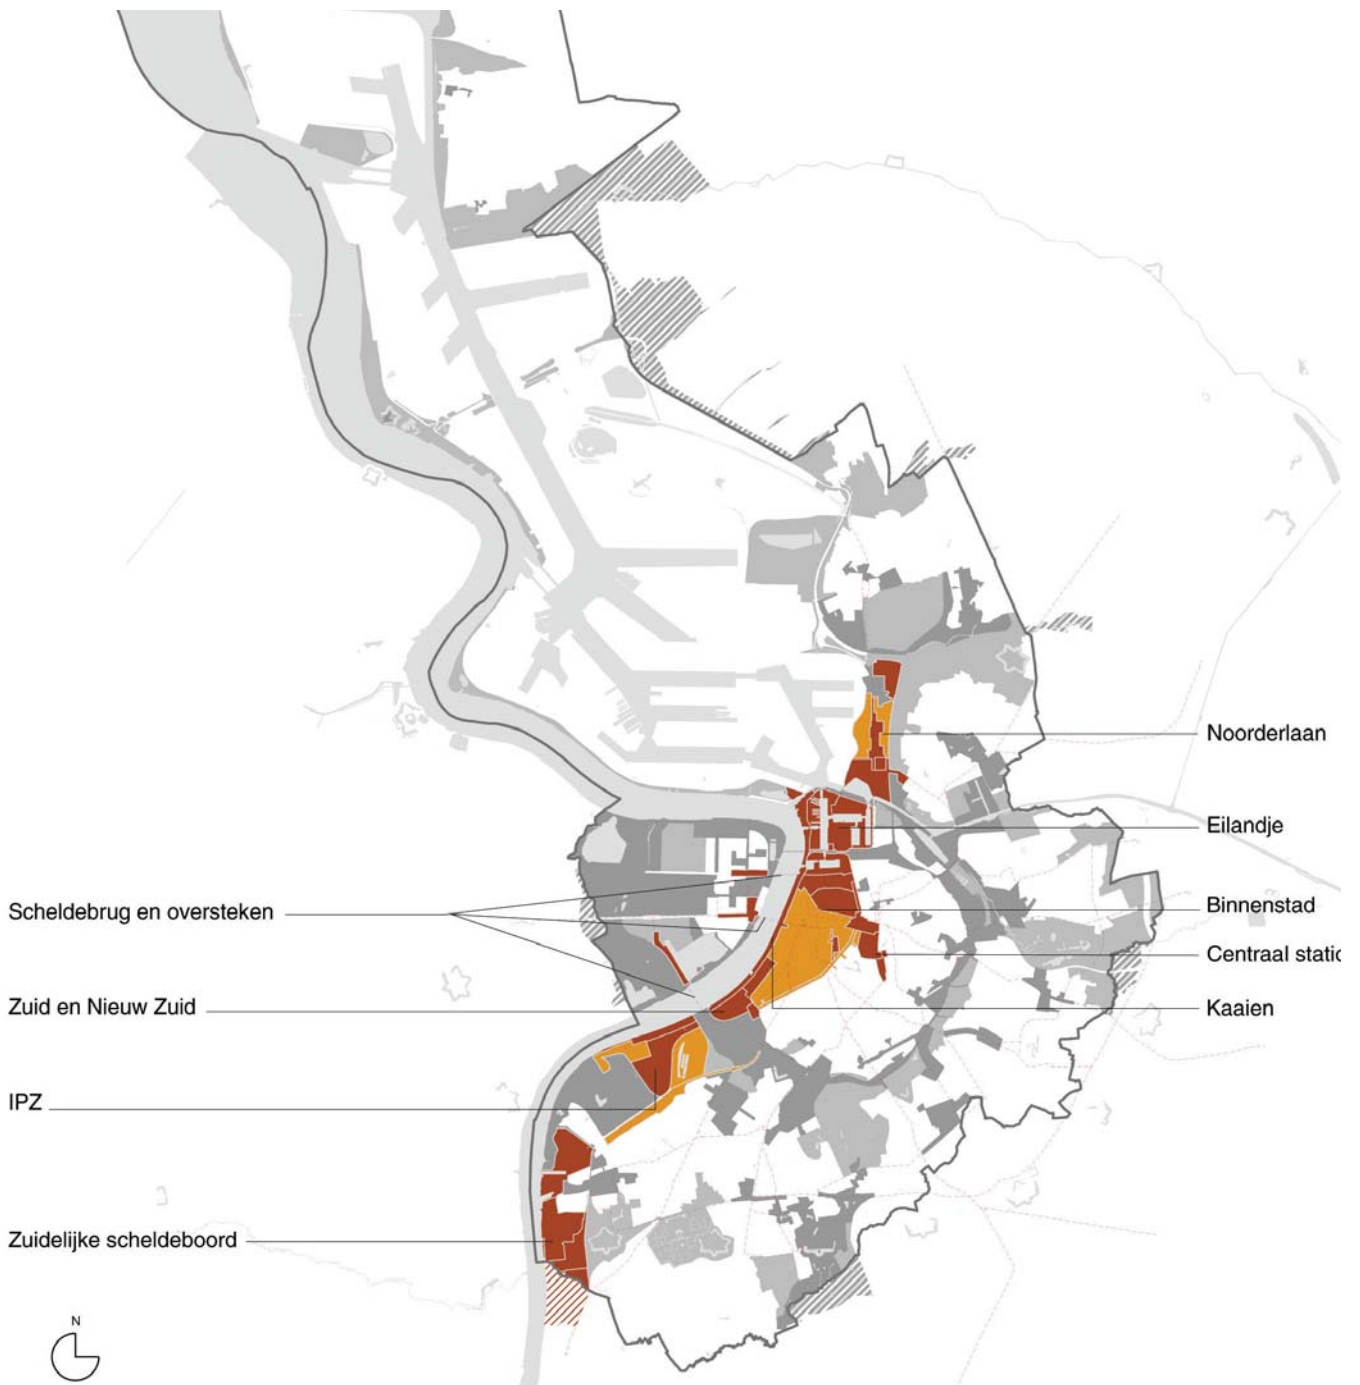 Noorderlaan
Eilandje
Scheldebrug en oversteken
Binnenstad
Centraal static
Zuid en Nieuw Zuid
Kaaien
IPZ
Zuidelijke scheldeboord
N